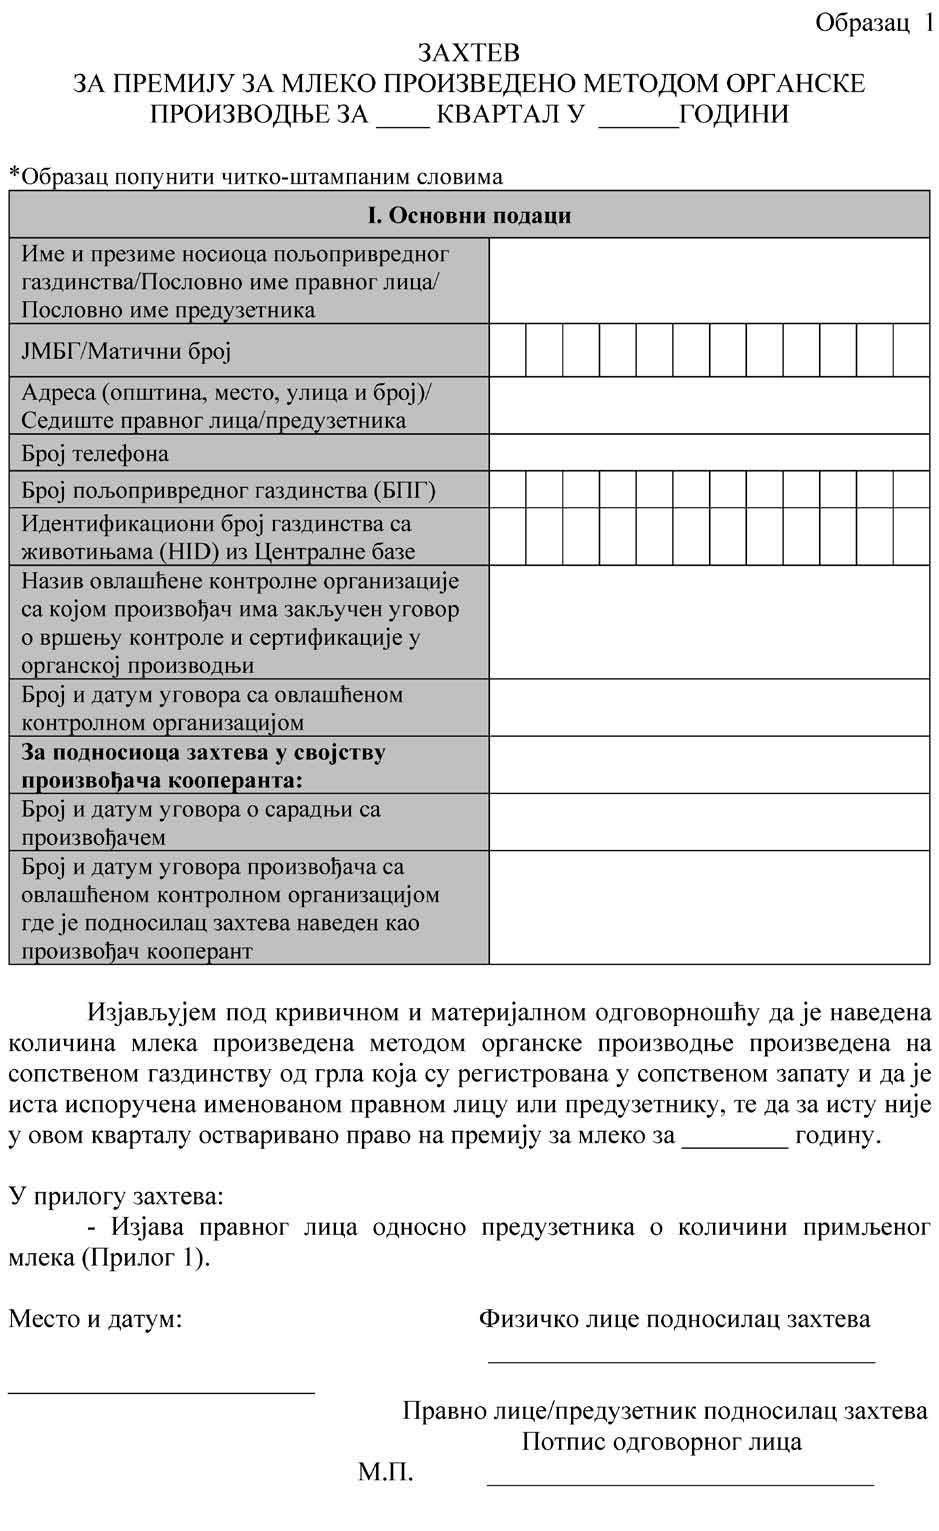 Образац 1
ЗАХТЕВ
ЗА ПРЕМИЈУ ЗА МЛЕКО ПРОИЗВЕДЕНО МЕТОДОМ ОРГАНСКЕ
ПРОИЗВОДЊЕ ЗА ____ КВАРТАЛ У ______ГОДИНИ
*Образац попунити читко-штампаним словима
I. Основни подаци
Име и презиме носиоца пољопривредног
газдинства/Пословно име правног лица/
Пословно име предузетника
ЈМБГ/Матични број
Адреса (општина, место, улица и број)/
Седиште правног лица/предузетника
Број телефона
Број пољопривредног газдинства (БПГ)
Идентификациони број газдинства са
животињама (HID) из Централне базе
Назив овлашћене контролне организације
са којом произвођач има закључен уговор
о вршењу контроле и сертификације у
органској производњи
Број и датум уговора са овлашћеном
контролном организацијом
За подносиоца захтева у својству
произвођача кооперанта:
Број и датум уговора о сарадњи са
произвођачем
Број и датум уговора произвођача са
овлашћеном контролном организацијом
где је подносилац захтева наведен као
произвођач кооперант
Изјављујем под кривичном и материјалном одговорношћу да је наведена
количина млека произведена методом органске производње произведена на
сопственом газдинству од грла која су регистрована у сопственом запату и да је
иста испоручена именованом правном лицу или предузетнику, те да за исту није
у овом кварталу остваривано право на премију за млеко за ________ годину.
У прилогу захтева:
- Изјава правног лица односно предузетника о количини примљеног
млека (Прилог 1).
Место и датум: Физичко лице подносилац захтева
Правно лице/предузетник подносилац захтева
Потпис одговорног лица
М.П.